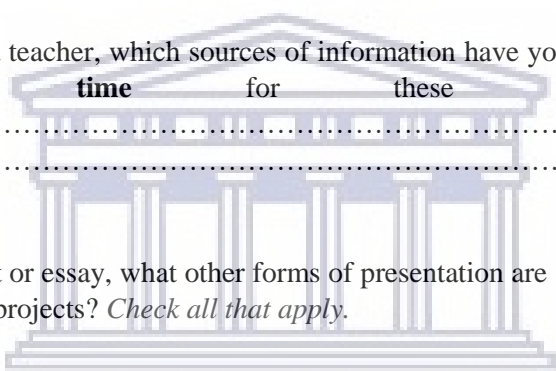 teacher, which sources of information have yo
time for these
........................................................................
........................................................................
t or essay, what other forms of presentation are
projects? Check all that apply.